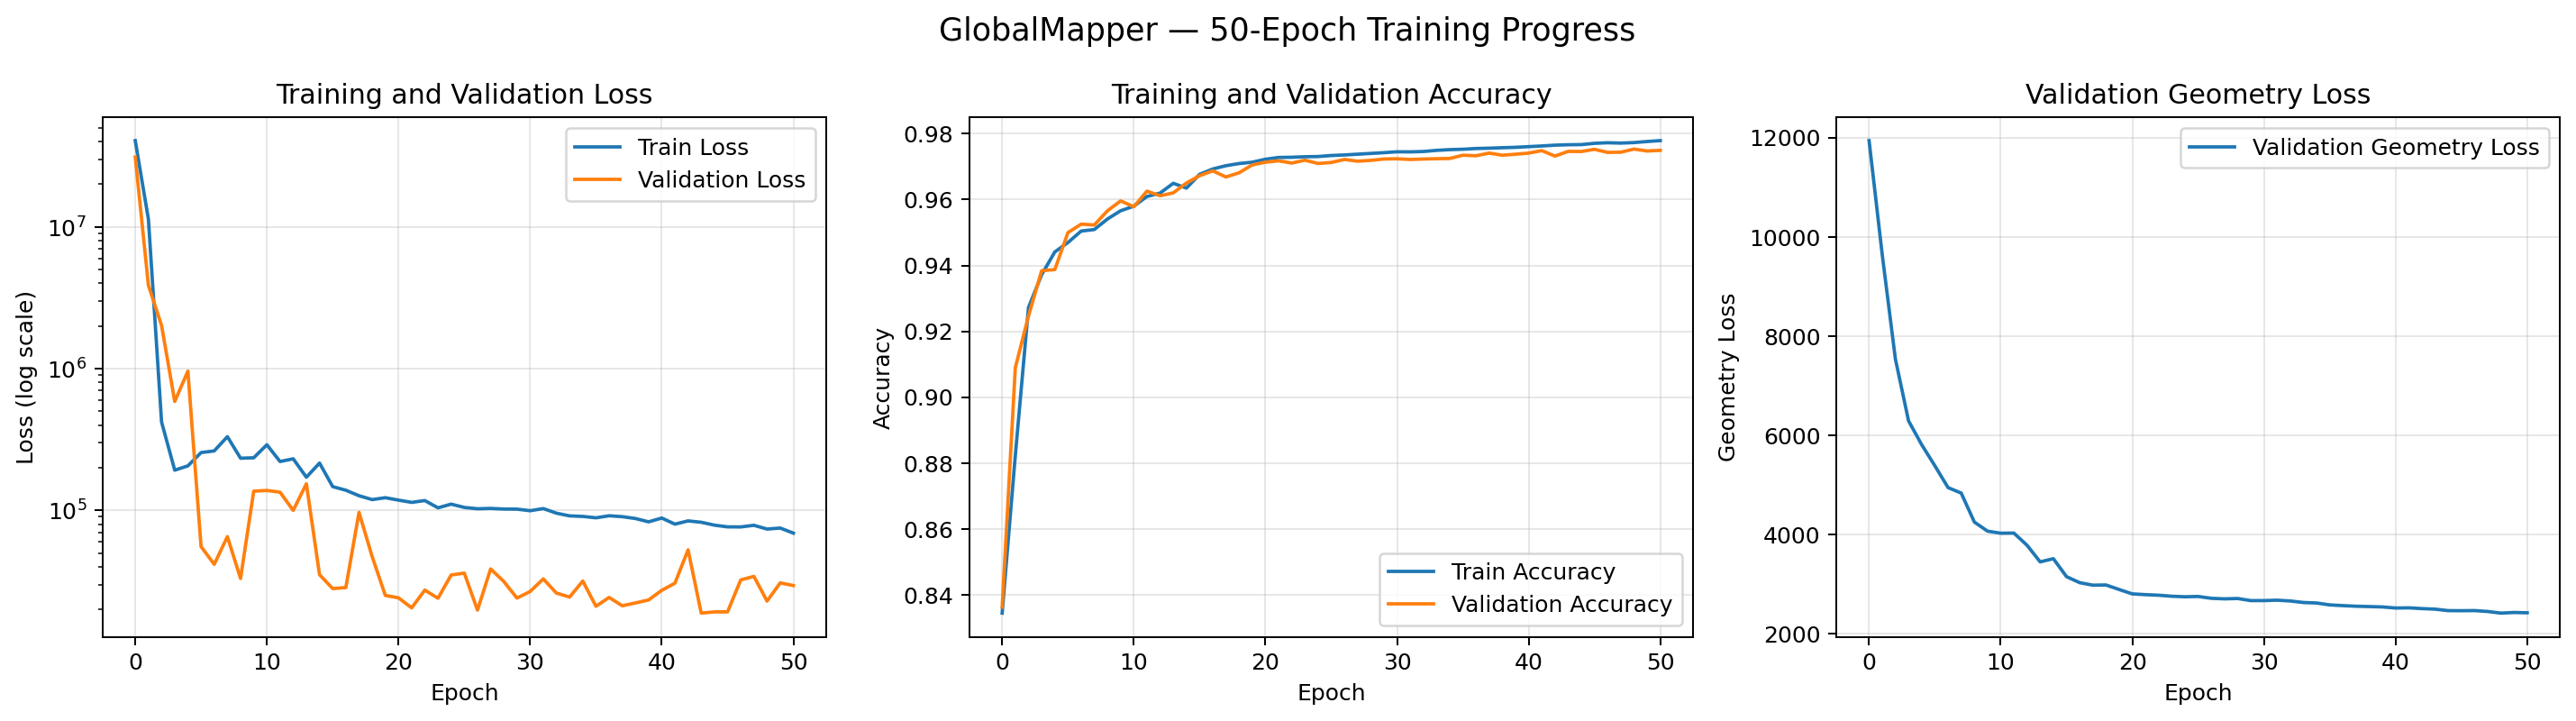 GlobalMapper — 50-Epoch Training Progress
Training and Validation Loss
Loss (log scale)
10^7
10^6
10^5
Train Loss
Validation Loss
0 10 20 30 40 50
Epoch
Training and Validation Accuracy
Accuracy
0.98
0.96
0.94
0.92
0.90
0.88
0.86
0.84
Train Accuracy
Validation Accuracy
0 10 20 30 40 50
Epoch
Validation Geometry Loss
Geometry Loss
12000
10000
8000
6000
4000
2000
Validation Geometry Loss
0 10 20 30 40 50
Epoch